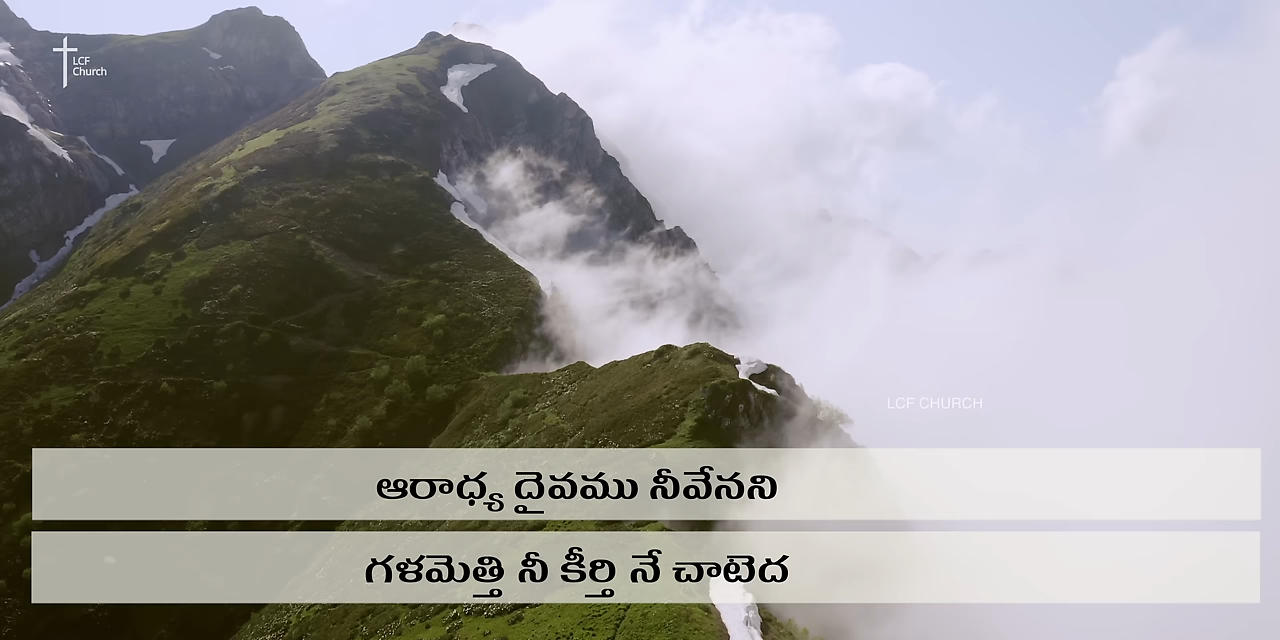 LCF
Church
LCF CHURCH
ఆరాధ్య దైవము నీవేనని
గళమెత్తి నీ కీర్తి నే చాటెద